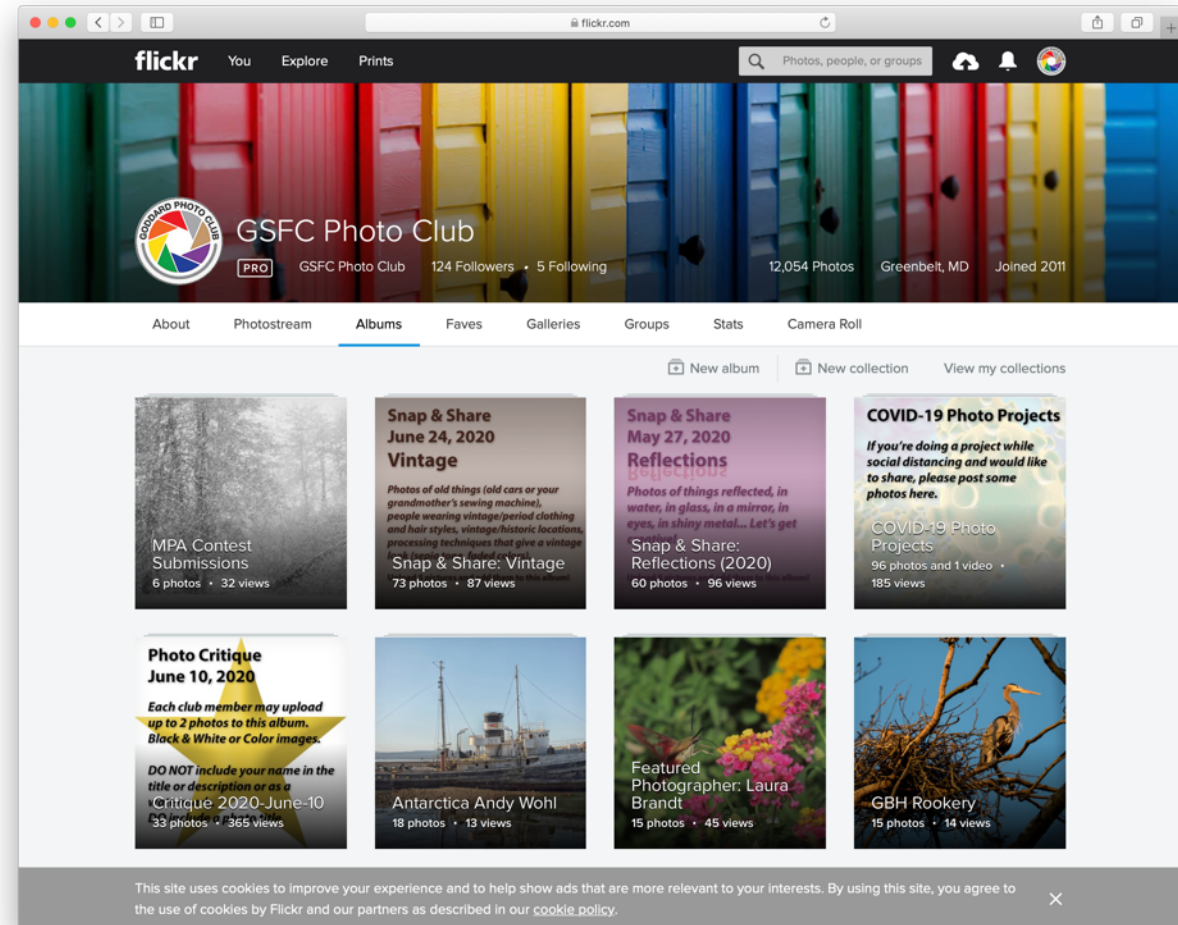 flickr.com
flickr You Explore Prints Photos, people, or groups
GODDARD PHOTO CLUB
GSFC Photo Club
PRO GSFC Photo Club 124 Followers • 5 Following 12,054 Photos Greenbelt, MD Joined 2011
About Photostream Albums Faves Galleries Groups Stats Camera Roll
New album New collection View my collections
MPA Contest
Submissions
6 photos • 32 views
Snap & Share
June 24, 2020
Vintage
Photos of old things (old cars or your
grandmother's sewing machine),
people wearing vintage/period clothing
and hair styles, vintage/historic locations,
processing techniques that give a vintage
look (sepia tone, faded colors).
Snap & Share: Vintage
73 photos • 87 views
Snap & Share
May 27, 2020
Reflections
Photos of things reflected, in
water, in glass, in a mirror, in
eyes, in shiny metal... Let's get
Snap & Share:
Reflections (2020)
60 photos • 96 views
COVID-19 Photo Projects
If you're doing a project while
social distancing and would like
to share, please post some
photos here.
COVID-19 Photo
Projects
96 photos and 1 video •
185 views
Photo Critique
June 10, 2020
Each club member may upload
up to 2 photos to this album.
Black & White or Color images.
DO NOT include your name in the
title or description or as a
Critique 2020-June-10
33 photos • 365 views
Antarctica Andy Wohl
18 photos • 13 views
Featured
Photographer: Laura
Brandt
15 photos • 45 views
GBH Rookery
15 photos • 14 views
This site uses cookies to improve your experience and to help show ads that are more relevant to your interests. By using this site, you agree to
the use of cookies by Flickr and our partners as described in our cookie policy.